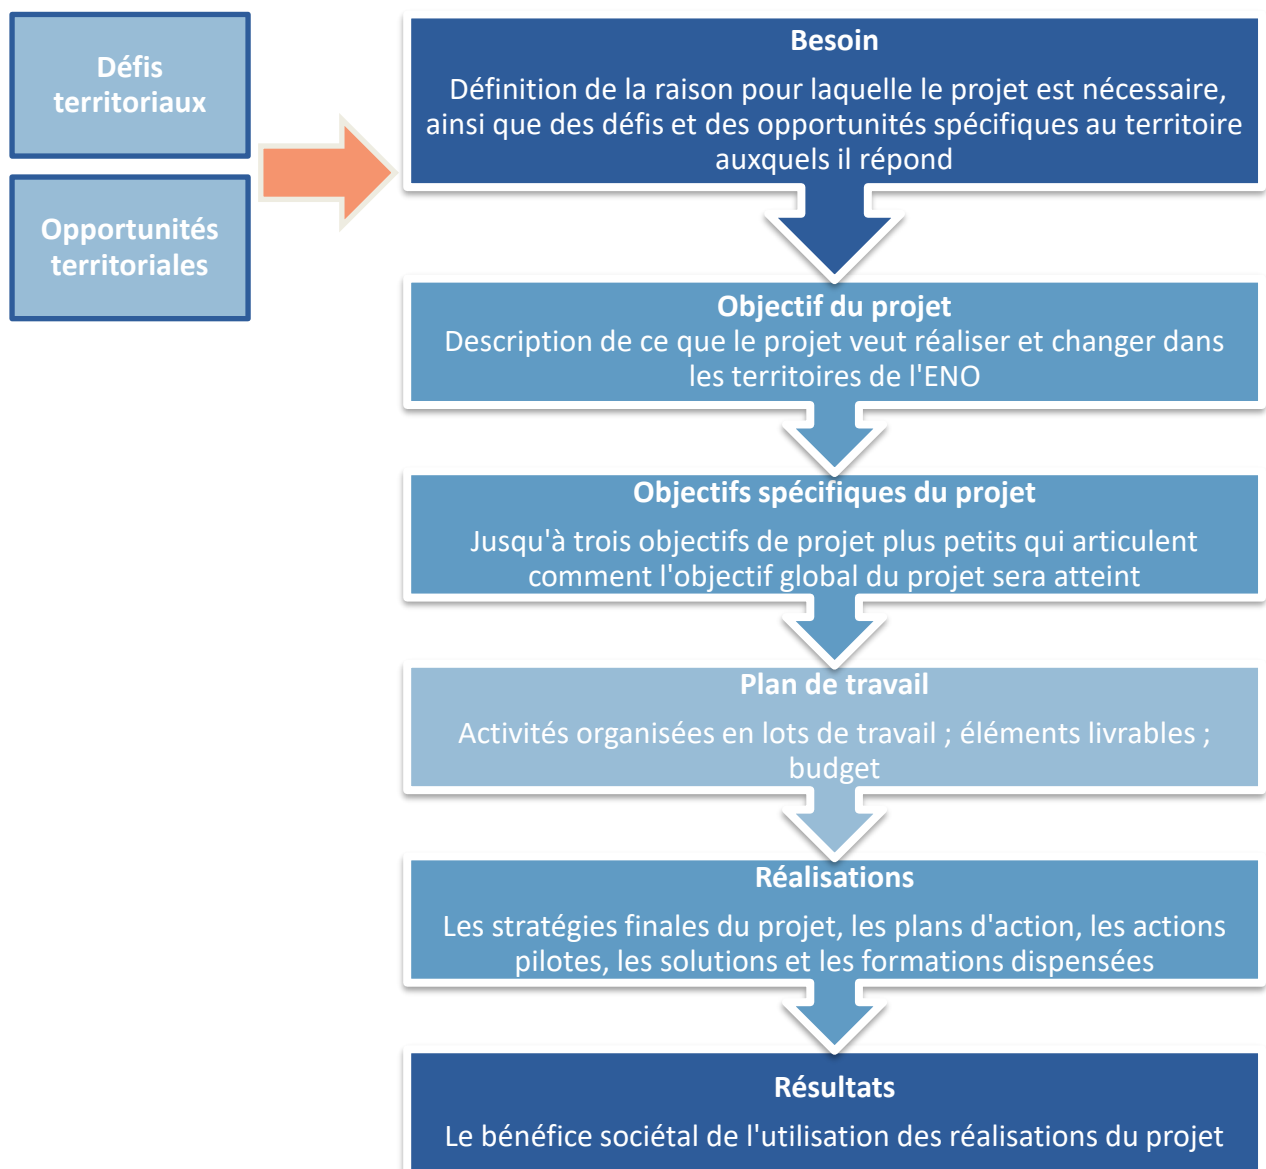 Défis
territoriaux
Opportunités
territoriales
Besoin
Définition de la raison pour laquelle le projet est nécessaire,
ainsi que des défis et des opportunités spécifiques au territoire
auxquels il répond
Objectif du projet
Description de ce que le projet veut réaliser et changer dans
les territoires de l'ENO
Objectifs spécifiques du projet
Jusqu'à trois objectifs de projet plus petits qui articulent
comment l'objectif global du projet sera atteint
Plan de travail
Activités organisées en lots de travail ; éléments livrables ;
budget
Réalisations
Les stratégies finales du projet, les plans d'action, les actions
pilotes, les solutions et les formations dispensées
Résultats
Le bénéfice sociétal de l'utilisation des réalisations du projet